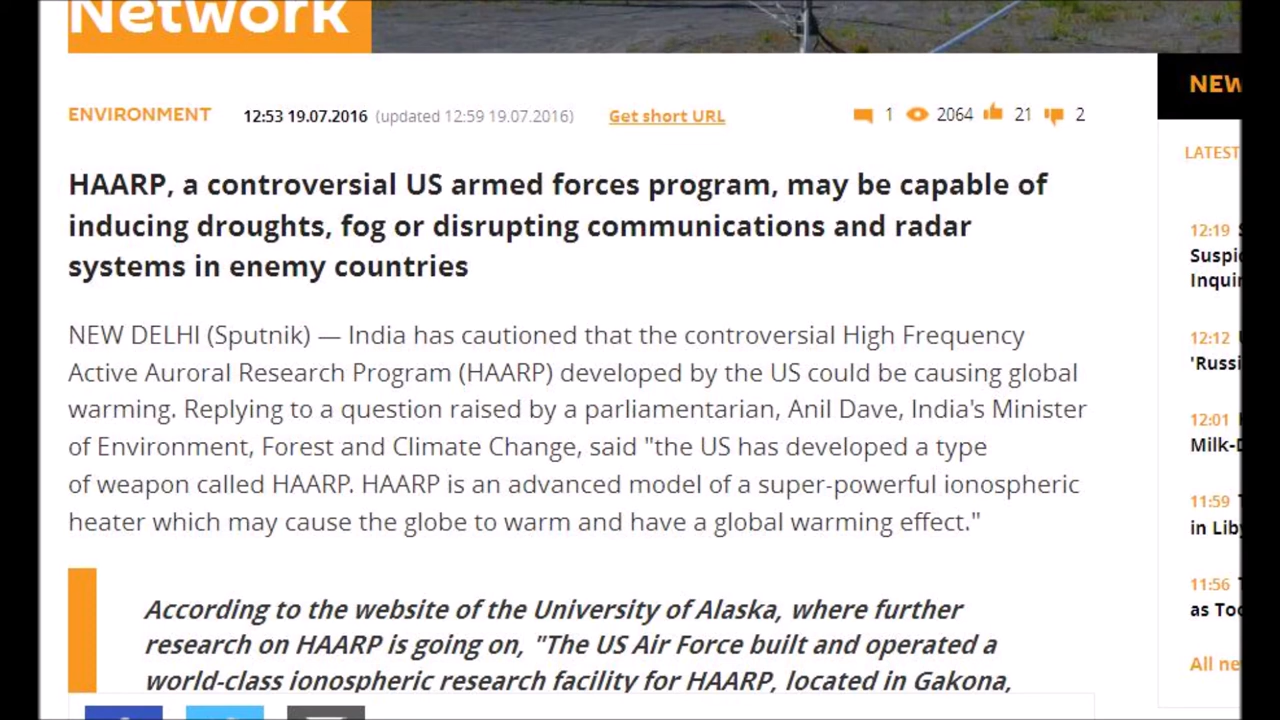 Network
ENVIRONMENT 12:53 19.07.2016 (updated 12:59 19.07.2016) Get short URL 1 2064 21 2
HAARP, a controversial US armed forces program, may be capable of
inducing droughts, fog or disrupting communications and radar
systems in enemy countries
NEW DELHI (Sputnik) — India has cautioned that the controversial High Frequency
Active Auroral Research Program (HAARP) developed by the US could be causing global
warming. Replying to a question raised by a parliamentarian, Anil Dave, India's Minister
of Environment, Forest and Climate Change, said "the US has developed a type
of weapon called HAARP. HAARP is an advanced model of a super-powerful ionospheric
heater which may cause the globe to warm and have a global warming effect."
According to the website of the University of Alaska, where further
research on HAARP is going on, "The US Air Force built and operated a
world-class ionospheric research facility for HAARP, located in Gakona,
NEW
LATEST
12:19
12:12
12:01
11:59
in
11:56
as